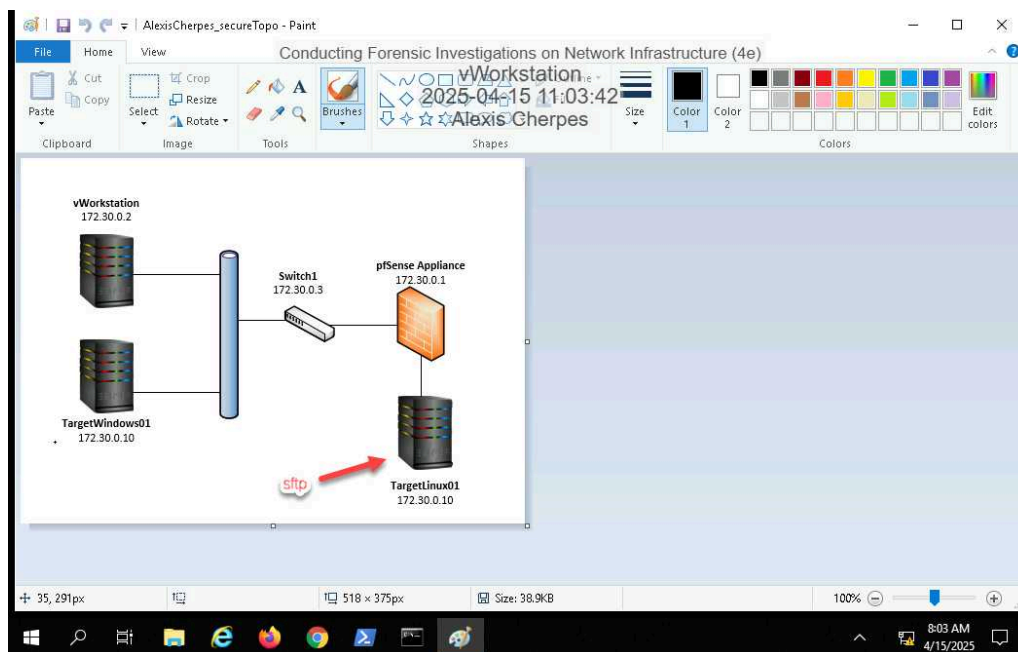 AlexisCherpes_secureTopo - Paint
File Home View
Conducting Forensic Investigations on Network Infrastructure (4e)
vWorkstation
2025-04-15 11:03:42
Alexis Cherpes
Paste
Cut
Copy
Clipboard
Select
Crop
Resize
Rotate
Image
A
Tools
Brushes
Shapes
Size
Color 1
Color 2
Edit colors
Colors
vWorkstation
172.30.0.2
Switch1
172.30.0.3
pfSense Appliance
172.30.0.1
TargetWindows01
172.30.0.10
sftp
TargetLinux01
172.30.0.10
35, 291px
518 × 375px
Size: 38.9KB
100%
8:03 AM
4/15/2025